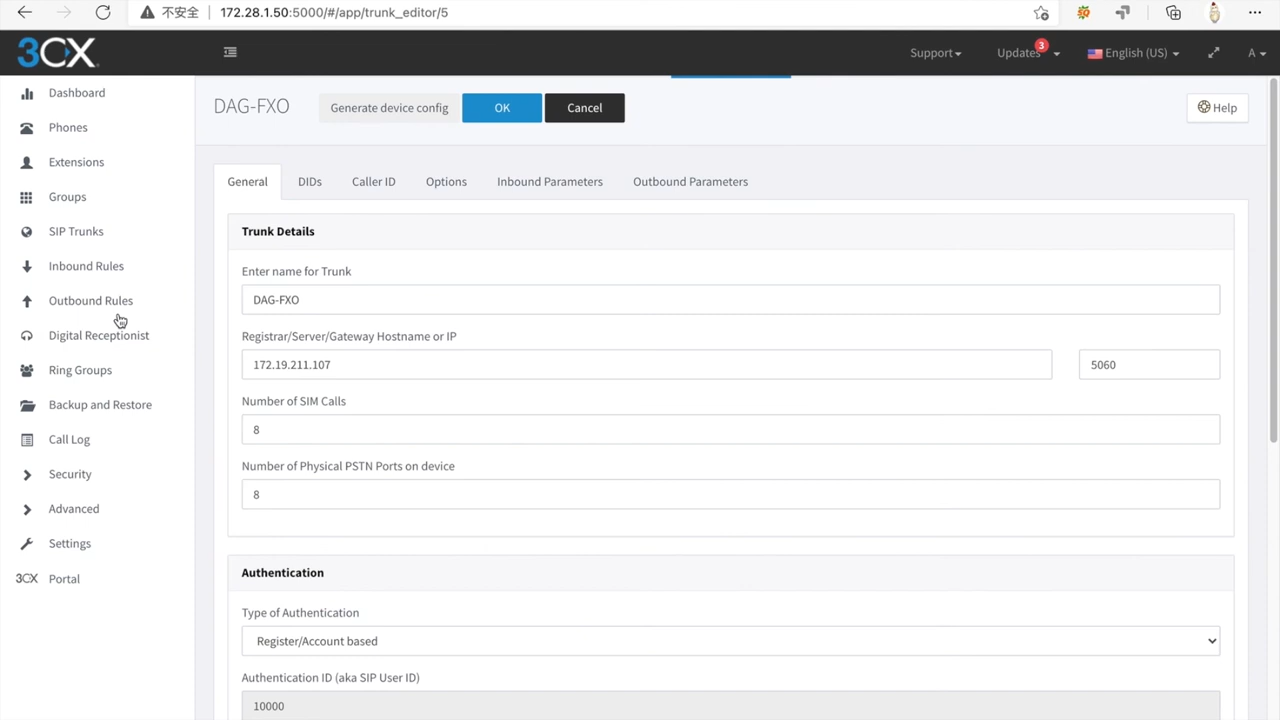 不安全 172.28.1.50:5000/#/app/trunk_editor/5
3CX
Support Updates 3 English (US) A
Dashboard
Phones
Extensions
Groups
SIP Trunks
Inbound Rules
Outbound Rules
Digital Receptionist
Ring Groups
Backup and Restore
Call Log
Security
Advanced
Settings
3CX Portal
DAG-FXO Generate device config OK Cancel Help
General DIDs Caller ID Options Inbound Parameters Outbound Parameters
Trunk Details
Enter name for Trunk
DAG-FXO
Registrar/Server/Gateway Hostname or IP
172.19.211.107 5060
Number of SIM Calls
8
Number of Physical PSTN Ports on device
8
Authentication
Type of Authentication
Register/Account based
Authentication ID (aka SIP User ID)
10000